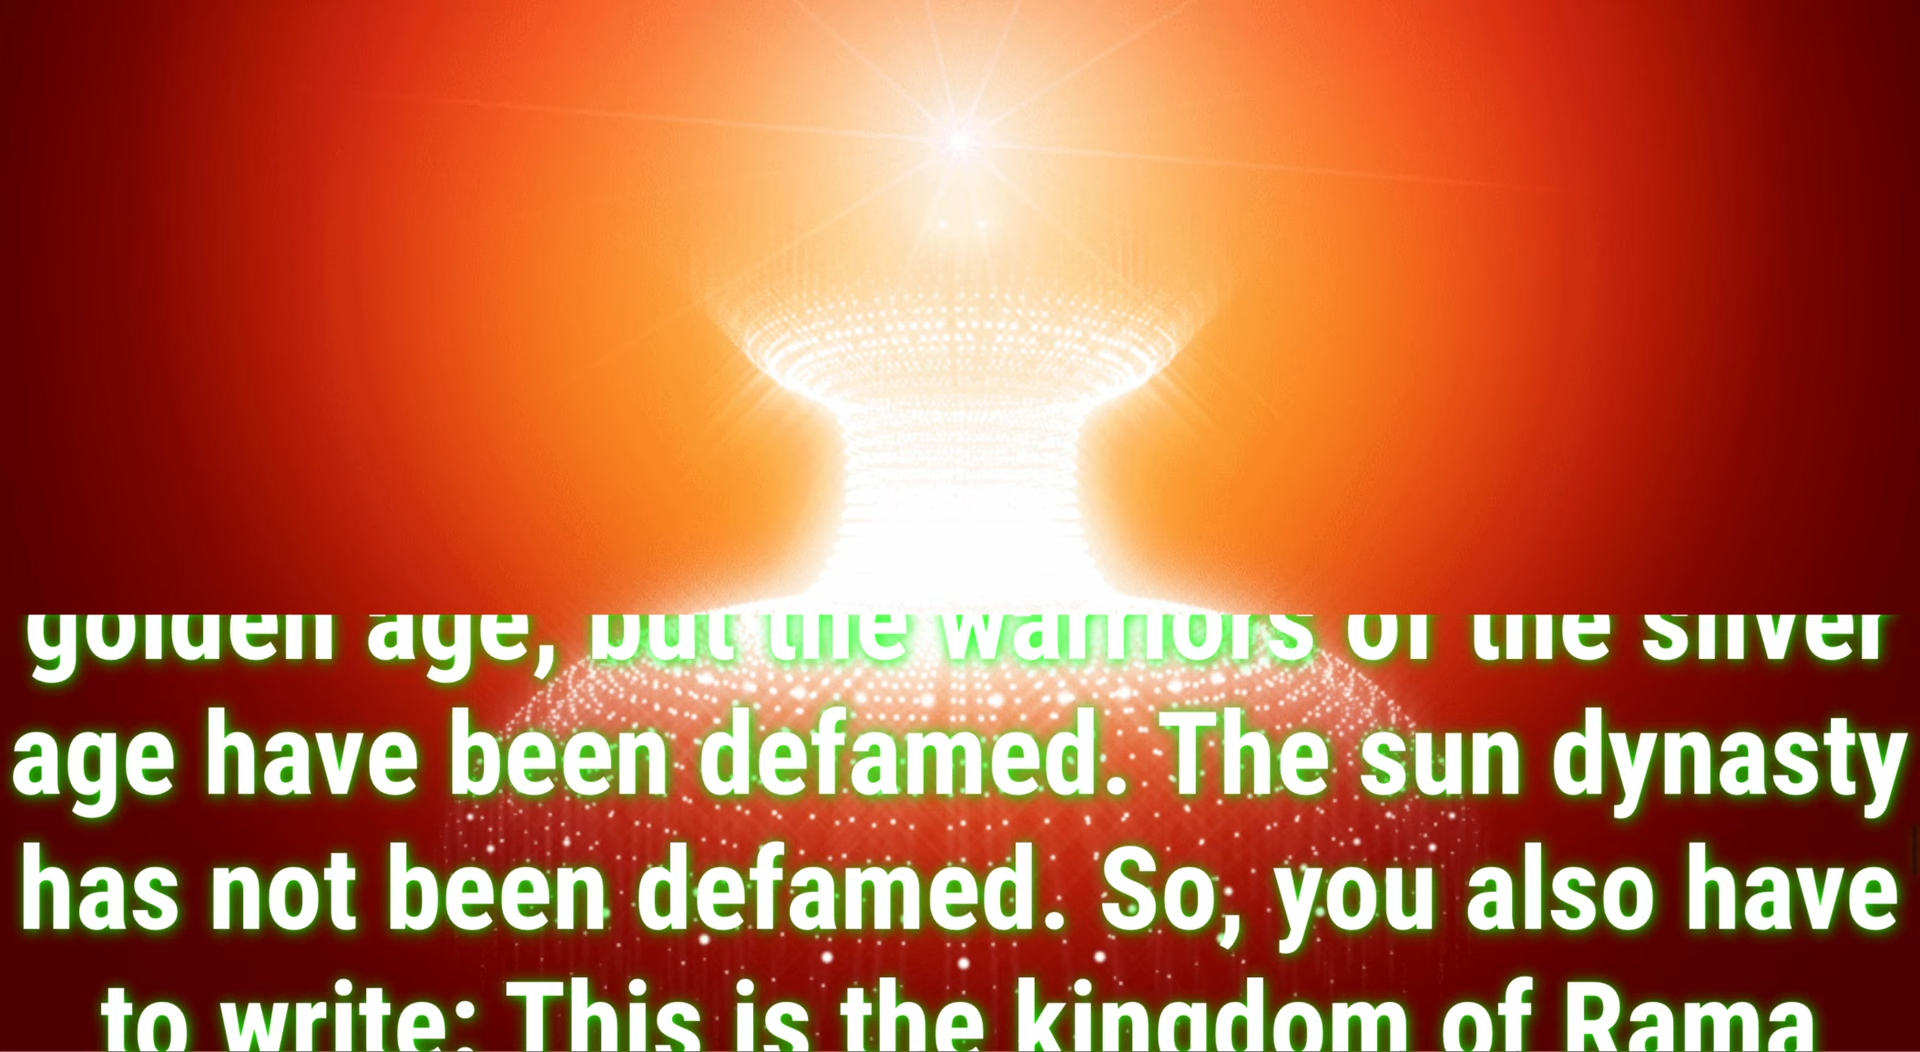 golden age, but the warriors of the silver
age have been defamed. The sun dynasty
has not been defamed. So, you also have
to write: This is the kingdom of Rama